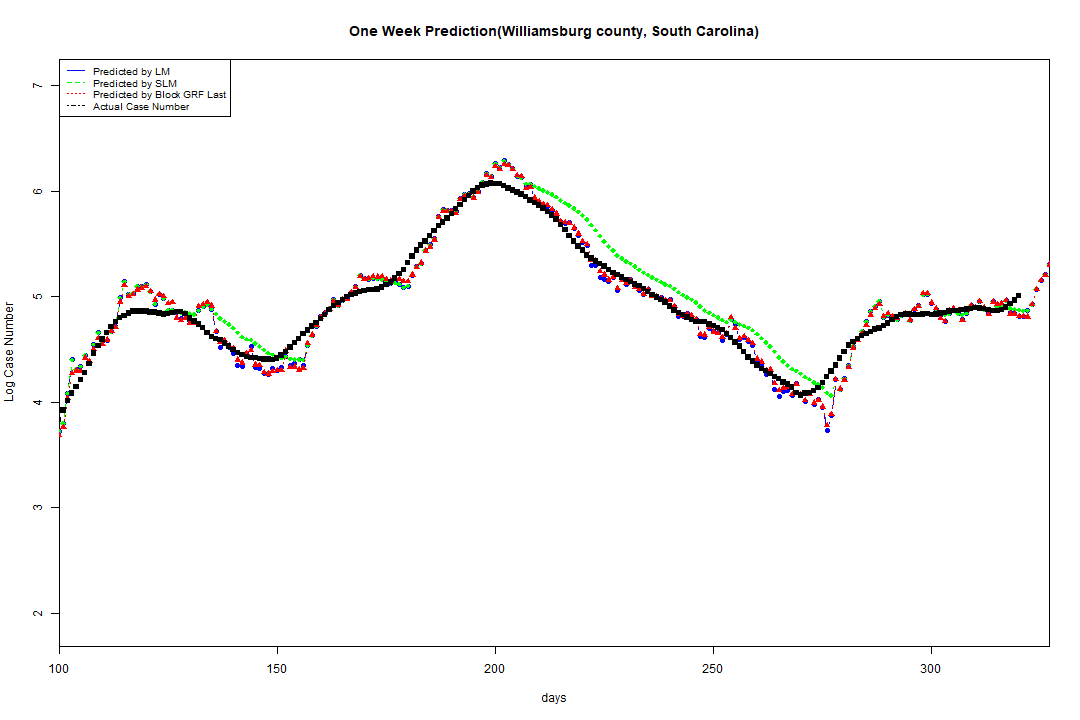 One Week Prediction(Williamsburg county, South Carolina)
Predicted by LM
Predicted by SLM
Predicted by Block GRF Last
Actual Case Number
7
6
5
4
3
2
Log Case Number
100 150 200 250 300
days